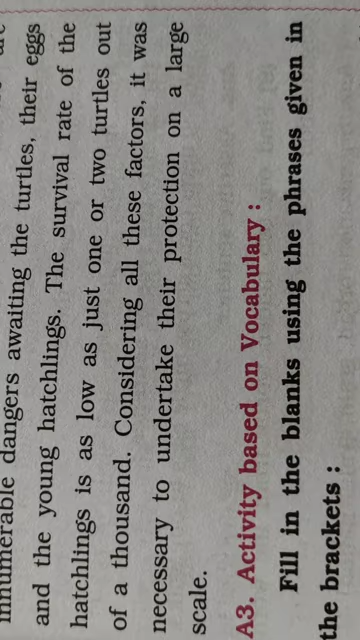 innumerable dangers awaiting the turtles, their eggs
and the young hatchlings. The survival rate of the
hatchlings is as low as just one or two turtles out
of a thousand. Considering all these factors, it was
necessary to undertake their protection on a large
scale.
A3. Activity based on Vocabulary :
Fill in the blanks using the phrases given in
the brackets :